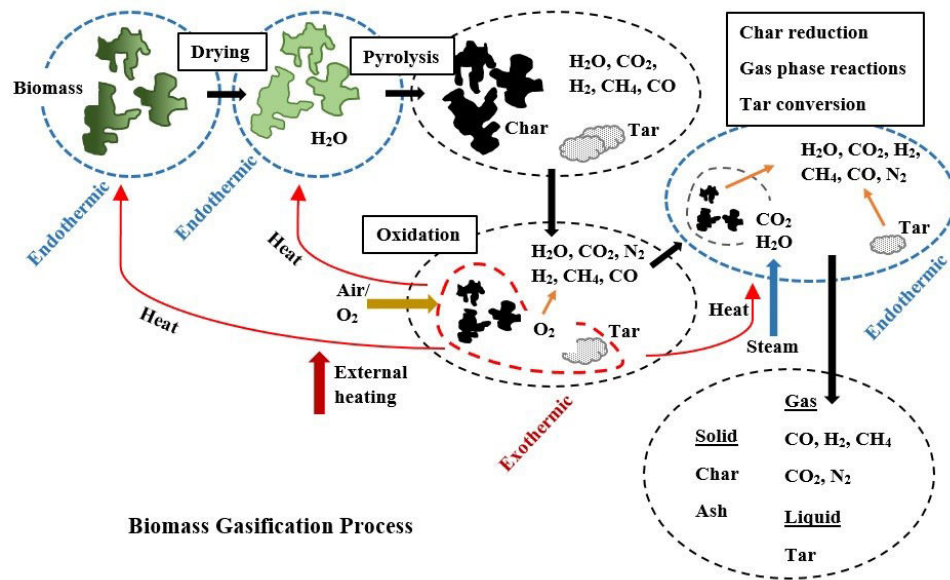 Biomass
Drying
H₂O
Pyrolysis
Char
H₂O, CO₂,
H₂, CH₄, CO
Tar
Char reduction
Gas phase reactions
Tar conversion
H₂O, CO₂, H₂,
CH₄, CO, N₂
CO₂
H₂O
Tar
Endothermic
Endothermic
Endothermic
Oxidation
H₂O, CO₂, N₂
H₂, CH₄, CO
Heat
Air/
O₂
O₂
Tar
Heat
Heat
Steam
External
heating
Exothermic
Gas
Solid
CO, H₂, CH₄
Char
CO₂, N₂
Ash
Liquid
Tar
Biomass Gasification Process